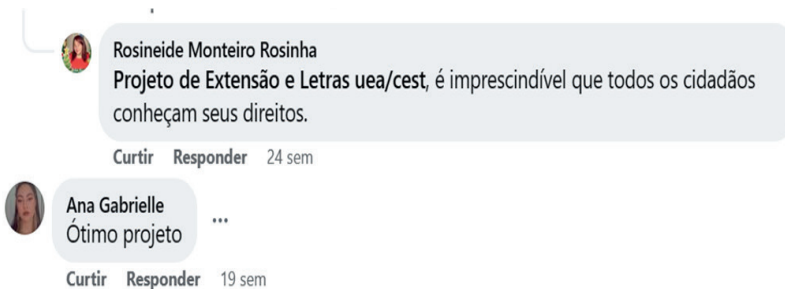 Rosineide Monteiro Rosinha
Projeto de Extensão e Letras uea/cest, é imprescindível que todos os cidadãos
conheçam seus direitos.
Curtir Responder 24 sem
Ana Gabrielle
Ótimo projeto
Curtir Responder 19 sem